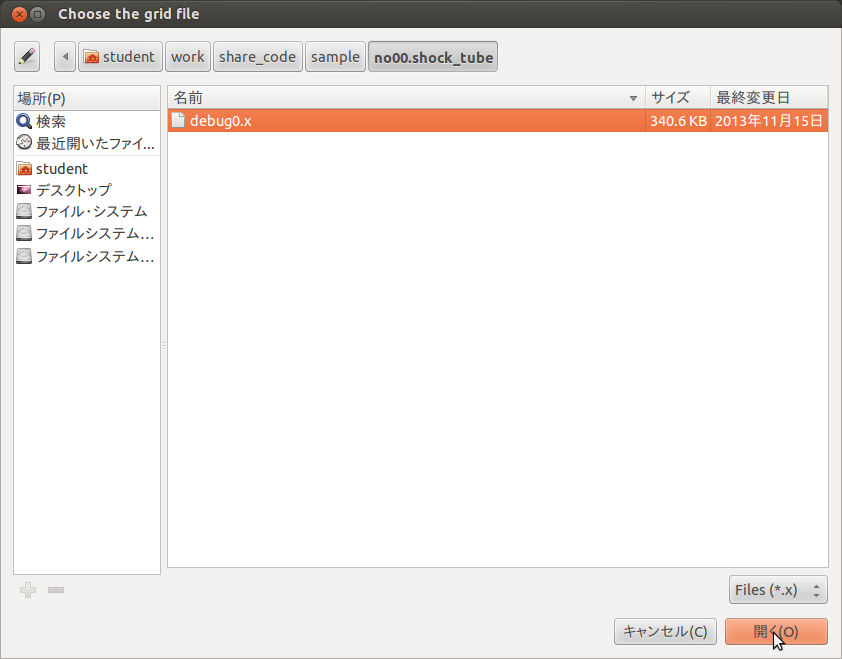 Choose the grid file
student work share_code sample no00.shock_tube
場所(P)
検索
最近開いたファイ...
student
デスクトップ
ファイル・システム
ファイルシステム...
ファイルシステム...
名前 サイズ 最終変更日
debug0.x 340.6 KB 2013年11月15日
Files (*.x)
キャンセル(C) 開く(O)